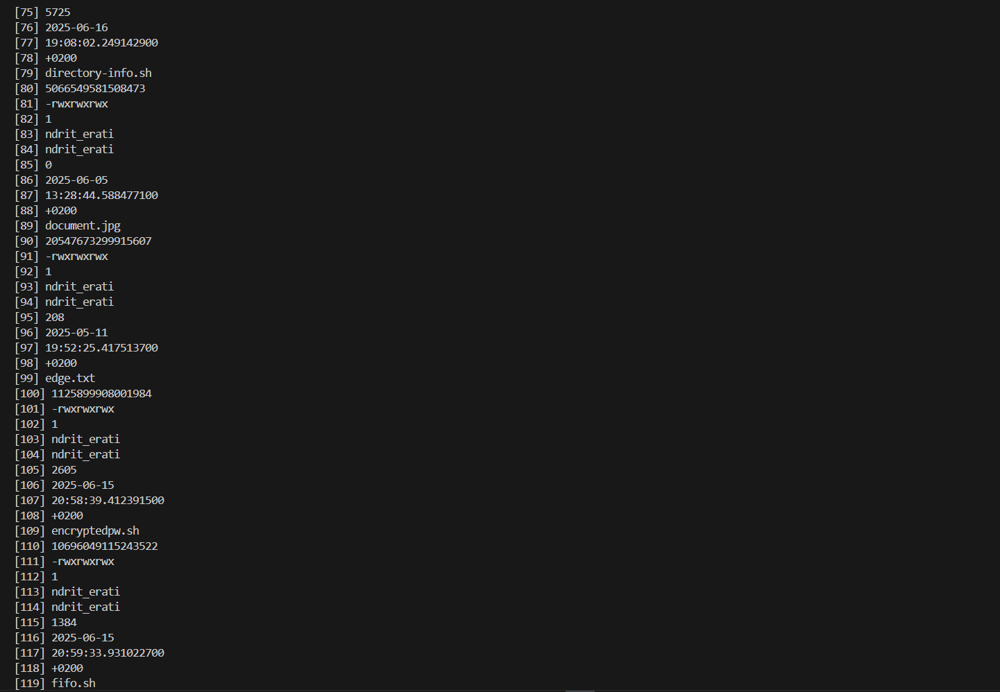 [75] 5725
[76] 2025-06-16
[77] 19:08:02.249142900
[78] +0200
[79] directory-info.sh
[80] 5066549581508473
[81] -rwxrwxrwx
[82] 1
[83] ndrit_erati
[84] ndrit_erati
[85] 0
[86] 2025-06-05
[87] 13:28:44.588477100
[88] +0200
[89] document.jpg
[90] 20547673299915607
[91] -rwxrwxrwx
[92] 1
[93] ndrit_erati
[94] ndrit_erati
[95] 208
[96] 2025-05-11
[97] 19:52:25.417513700
[98] +0200
[99] edge.txt
[100] 1125899908001984
[101] -rwxrwxrwx
[102] 1
[103] ndrit_erati
[104] ndrit_erati
[105] 2605
[106] 2025-06-15
[107] 20:58:39.412391500
[108] +0200
[109] encryptedpw.sh
[110] 10696049115243522
[111] -rwxrwxrwx
[112] 1
[113] ndrit_erati
[114] ndrit_erati
[115] 1384
[116] 2025-06-15
[117] 20:59:33.931022700
[118] +0200
[119] fifo.sh